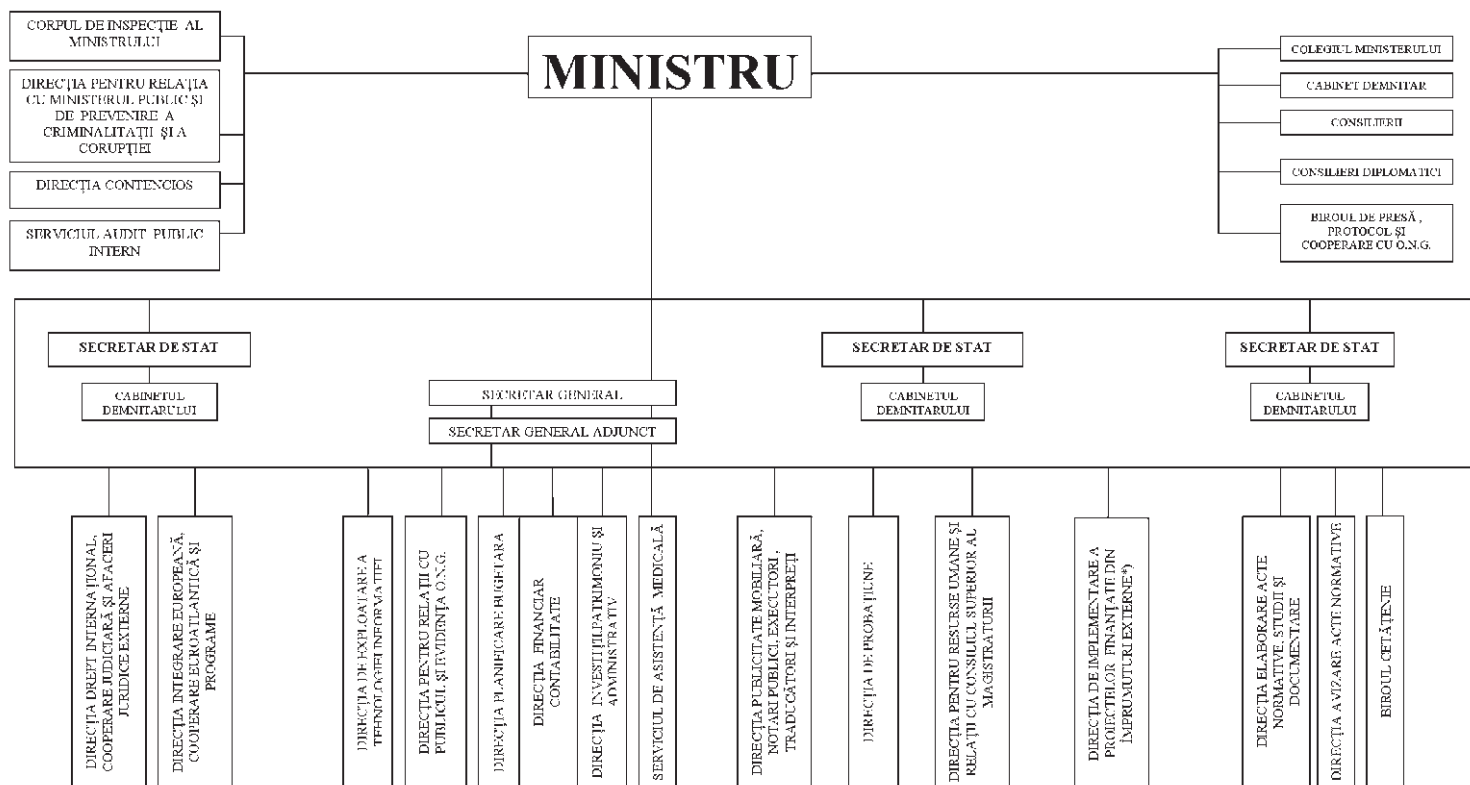 CORPUL DE INSPECȚIE AL
MINISTRULUI
DIRECȚIA PENTRU RELAȚIA
CU MINISTERUL PUBLIC ȘI
DE PREVENIRE A
CRIMINALITAȚII ȘI A
CORUPȚIEI
DIRECȚIA CONTENCIOS
SERVICIUL AUDIT PUBLIC
INTERN
MINISTRU
COLEGIUL MINISTERULUI
CABINET DEMNITAR
CONSILIERII
CONSILIERI DIPLOMATICI
BIROUL DE PRESĂ ,
PROTOCOL ȘI
COOPERARE CU O.N.G.
SECRETAR DE STAT
CABINETUL
DEMNITARULUI
SECRETAR GENERAL
SECRETAR GENERAL ADJUNCT
SECRETAR DE STAT
CABINETUL
DEMNITARULUI
SECRETAR DE STAT
CABINETUL
DEMNITARULUI
DIRECȚIA DREPT INTERNAȚIONAL,
COOPERARE JUDICIARĂ ȘI AFACERI
JURIDICE EXTERNE
DIRECȚIA INTEGRARE EUROPEANĂ,
COOPERARE EUROATLANTICĂ ȘI
PROGRAME
DIRECȚIA DE EXPLOATARE A
TEHNOLOGIEI INFORMAȚIEI
DIRECȚIA PENTRU RELAȚII CU
PUBLICUL ȘI EVIDENȚA O.N.G.
DIRECȚIA PLANIFICARE BUGETARA
DIRECȚIA FINANCIAR
CONTABILITATE
DIRECȚIA INVESTIȚII,PATRIMONIU ȘI
ADMINISTRATIV
SERVICIUL DE ASISTENȚĂ MEDICALĂ
DIRECȚIA PUBLICITATE MOBILIARĂ,
NOTARI PUBLICI, EXECUTORI ,
TRADUCĂTORI ȘI INTERPREȚI
DIRECȚIA DE PROBAȚIUNE
DIRECȚIA PENTRU RESURSE UMANE ȘI
RELAȚII CU CONSILIUL SUPERIOR AL
MAGISTRATURII
DIRECȚIA DE IMPLEMENTARE A
PROIECTELOR FINANȚATE DIN
ÎMPRUMUTURI EXTERNE*)
DIRECȚIA ELABORARE ACTE
NORMATIVE, STUDII ȘI
DOCUMENTARE
DIRECȚIA AVIZARE ACTE NORMATIVE
BIROUL CETĂȚENIE